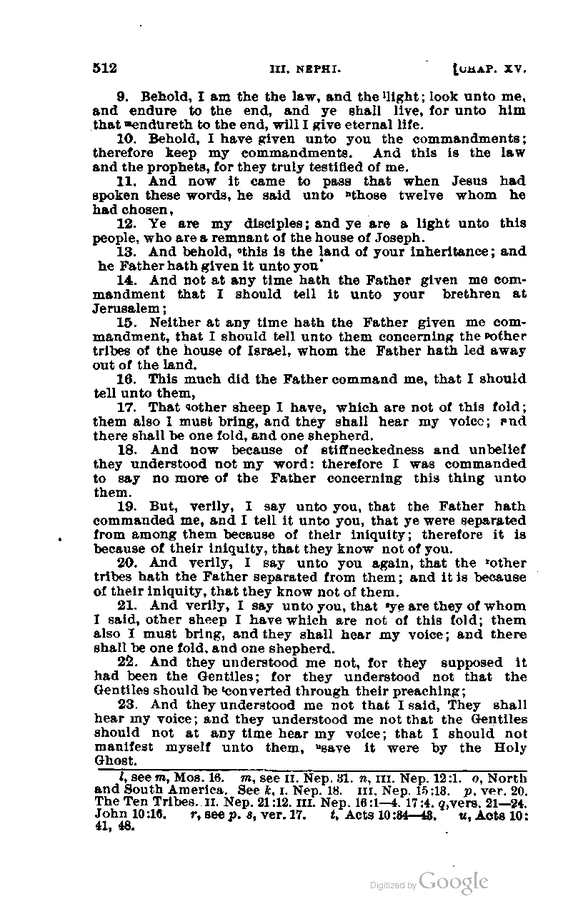 512 III. NEPHI. [CHAP. XV.
9. Behold, I am the the law, and the ˡlight; look unto me,
and endure to the end, and ye shall live, for unto him
that ᵐendureth to the end, will I give eternal life.
10. Behold, I have given unto you the commandments;
therefore keep my commandments. And this is the law
and the prophets, for they truly testified of me.
11. And now it came to pass that when Jesus had
spoken these words, he said unto ⁿthose twelve whom he
had chosen,
12. Ye are my disciples; and ye are a light unto this
people, who are a remnant of the house of Joseph.
13. And behold, ᵒthis is the land of your inheritance; and
he Father hath given it unto you
14. And not at any time hath the Father given me com-
mandment that I should tell it unto your brethren at
Jerusalem;
15. Neither at any time hath the Father given me com-
mandment, that I should tell unto them concerning the ᵖother
tribes of the house of Israel, whom the Father hath led away
out of the land.
16. This much did the Father command me, that I should
tell unto them,
17. That qother sheep I have, which are not of this fold;
them also I must bring, and they shall hear my voice; and
there shall be one fold, and one shepherd.
18. And now because of stiffneckedness and unbelief
they understood not my word: therefore I was commanded
to say no more of the Father concerning this thing unto
them.
19. But, verily, I say unto you, that the Father hath
commanded me, and I tell it unto you, that ye were separated
from among them because of their iniquity; therefore it is
because of their iniquity, that they know not of you.
20. And verily, I say unto you again, that the ʳother
tribes hath the Father separated from them; and it is because
of their iniquity, that they know not of them.
21. And verily, I say unto you, that ˢye are they of whom
I said, other sheep I have which are not of this fold; them
also I must bring, and they shall hear my voice; and there
shall be one fold, and one shepherd.
22. And they understood me not, for they supposed it
had been the Gentiles; for they understood not that the
Gentiles should be ᵗconverted through their preaching;
23. And they understood me not that I said, They shall
hear my voice; and they understood me not that the Gentiles
should not at any time hear my voice; that I should not
manifest myself unto them, ᵘsave it were by the Holy
Ghost.
l, see m, Mos. 16. m, see II. Nep. 31. n, III. Nep. 12:1. o, North
and South America. See k, I. Nep. 18. III. Nep. 15:18. p. ver. 20.
The Ten Tribes. II. Nep. 21:12. III. Nep. 16:1—4. 17:4. q, vers. 21—24.
John 10:16. r, see p. s, ver. 17. t, Acts 10:34—48. u, Acts 10:
41, 48.
Digitized by Google